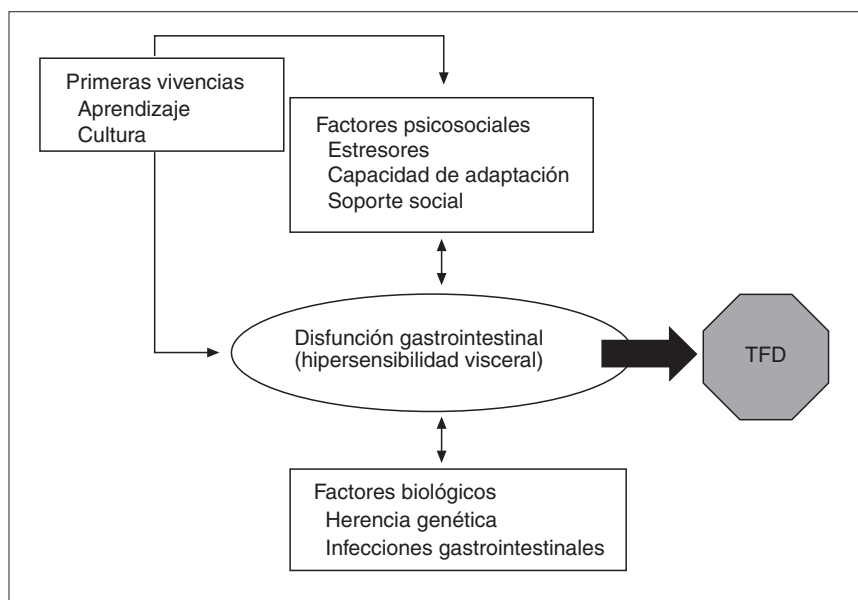 Primeras vivencias
Aprendizaje
Cultura
Factores psicosociales
Estresores
Capacidad de adaptación
Soporte social
Disfunción gastrointestinal
(hipersensibilidad visceral)
TFD
Factores biológicos
Herencia genética
Infecciones gastrointestinales